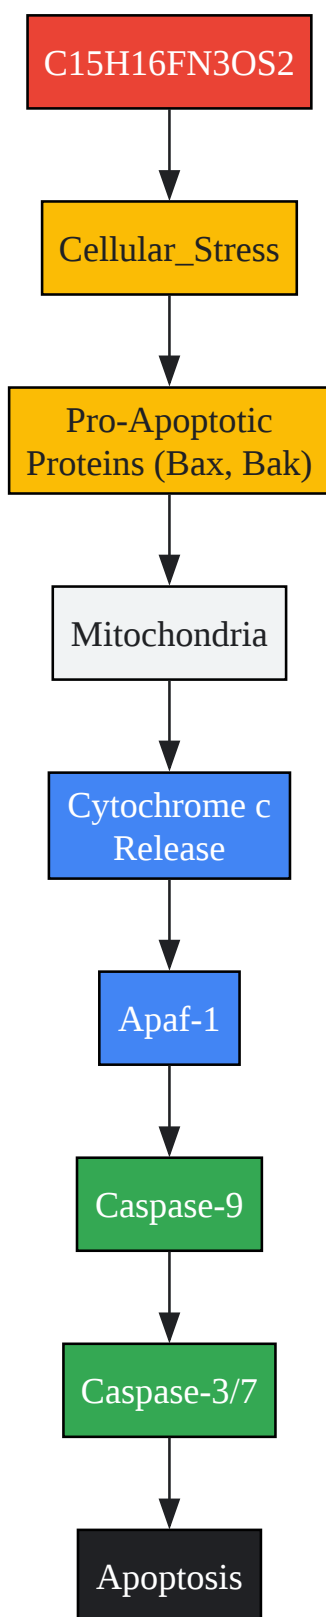 C15H16FN3OS2
Cellular_Stress
Pro-Apoptotic
Proteins (Bax, Bak)
Mitochondria
Cytochrome c
Release
Apaf-1
Caspase-9
Caspase-3/7
Apoptosis